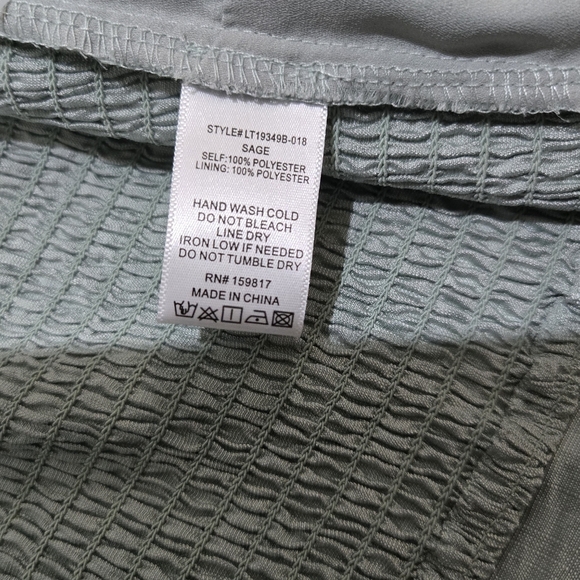 STYLE# LT19349B-018
SAGE
SELF:100% POLYESTER
LINING: 100% POLYESTER
HAND WASH COLD
DO NOT BLEACH
LINE DRY
IRON LOW IF NEEDED
DO NOT TUMBLE DRY
RN# 159817
MADE IN CHINA